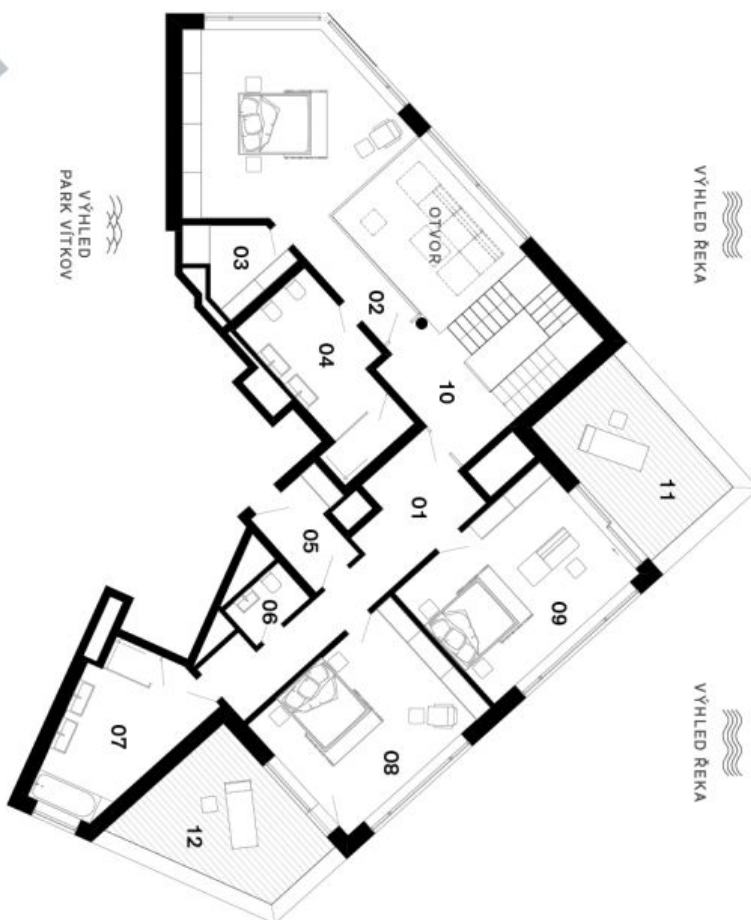 VÝHLED ŘEKA
VÝHLED ŘEKA
VÝHLED
PARK VÍTKOV
OTVOR
01
02
03
04
05
06
07
08
09
10
11
12